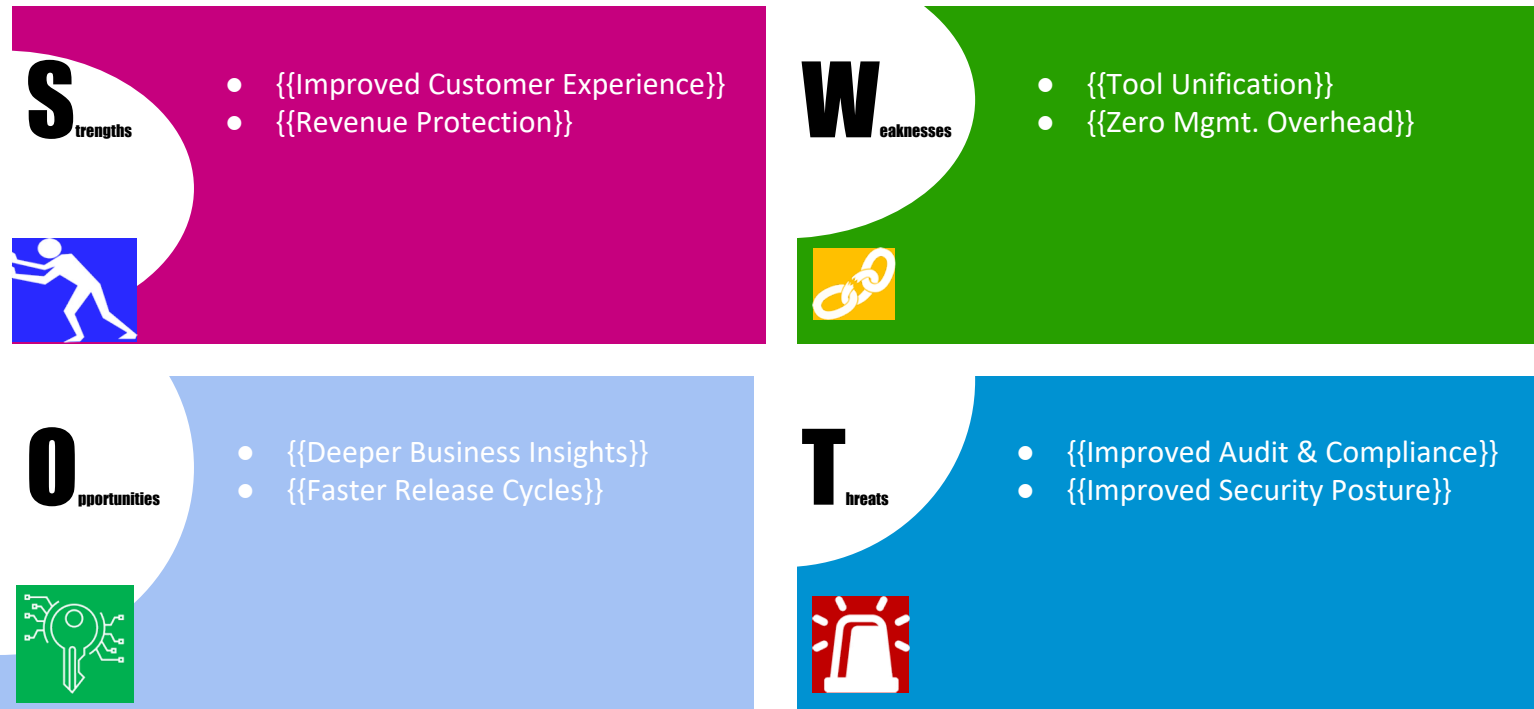 Strengths
● {{Improved Customer Experience}}
● {{Revenue Protection}}
Weaknesses
● {{Tool Unification}}
● {{Zero Mgmt. Overhead}}
Opportunities
● {{Deeper Business Insights}}
● {{Faster Release Cycles}}
Threats
● {{Improved Audit & Compliance}}
● {{Improved Security Posture}}